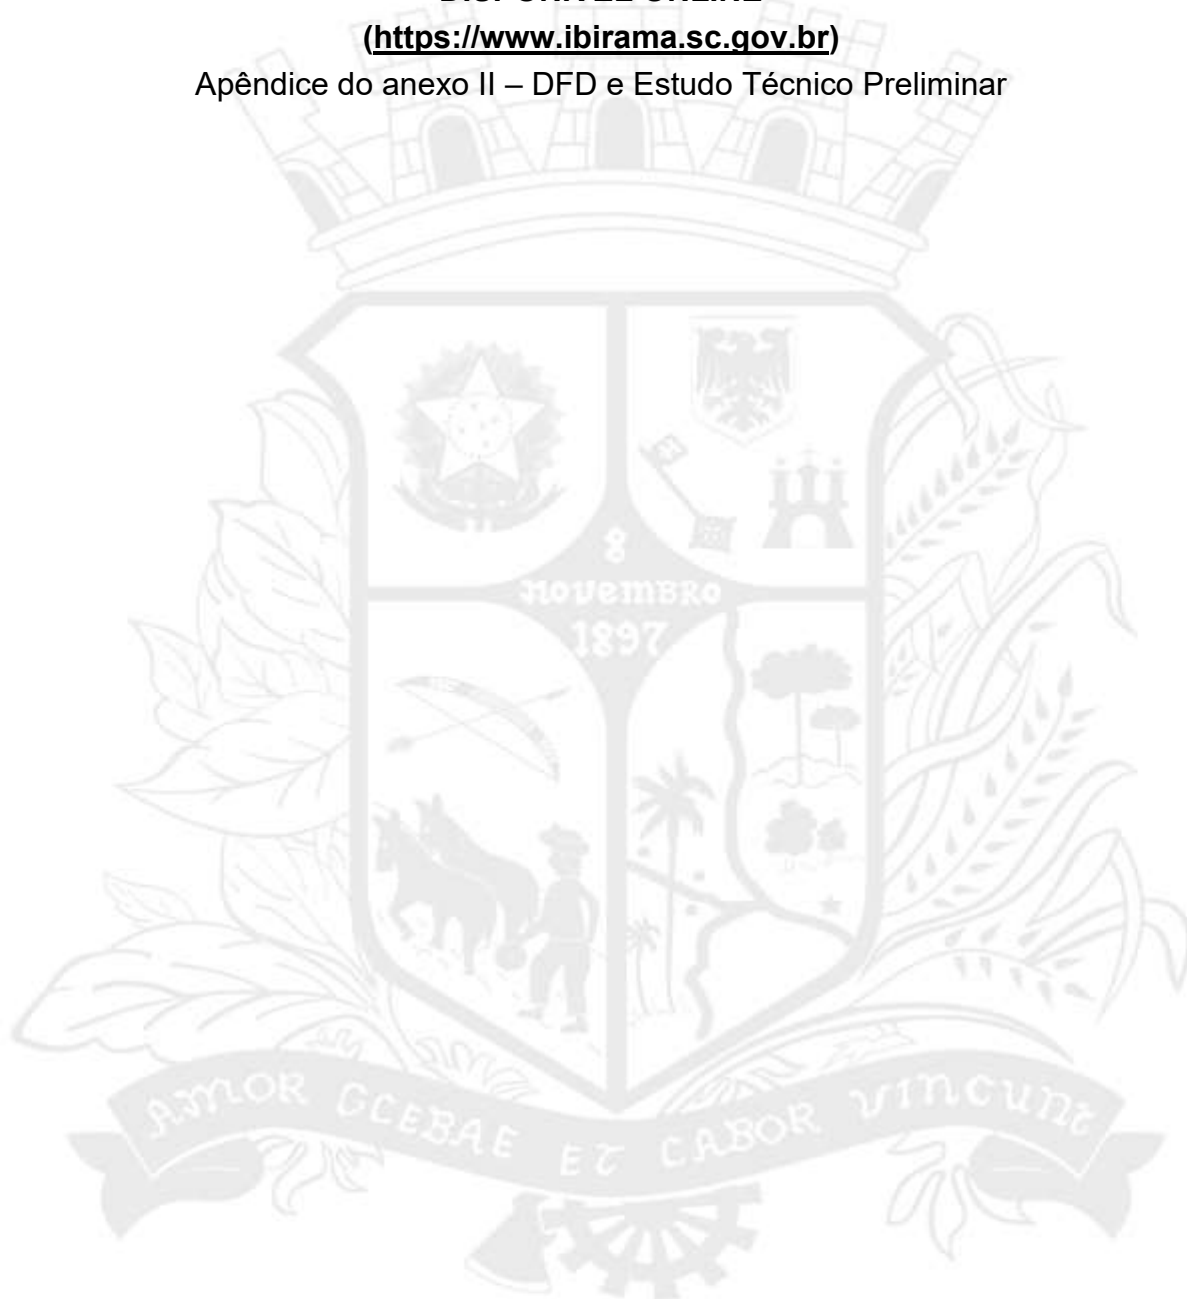 DISPONÍVEL ONLINE
(https://www.ibirama.sc.gov.br)
Apêndice do anexo II – DFD e Estudo Técnico Preliminar
8
NOVEMBRO
1897
AMOR GLEBAE ET LABOR VINCUNT